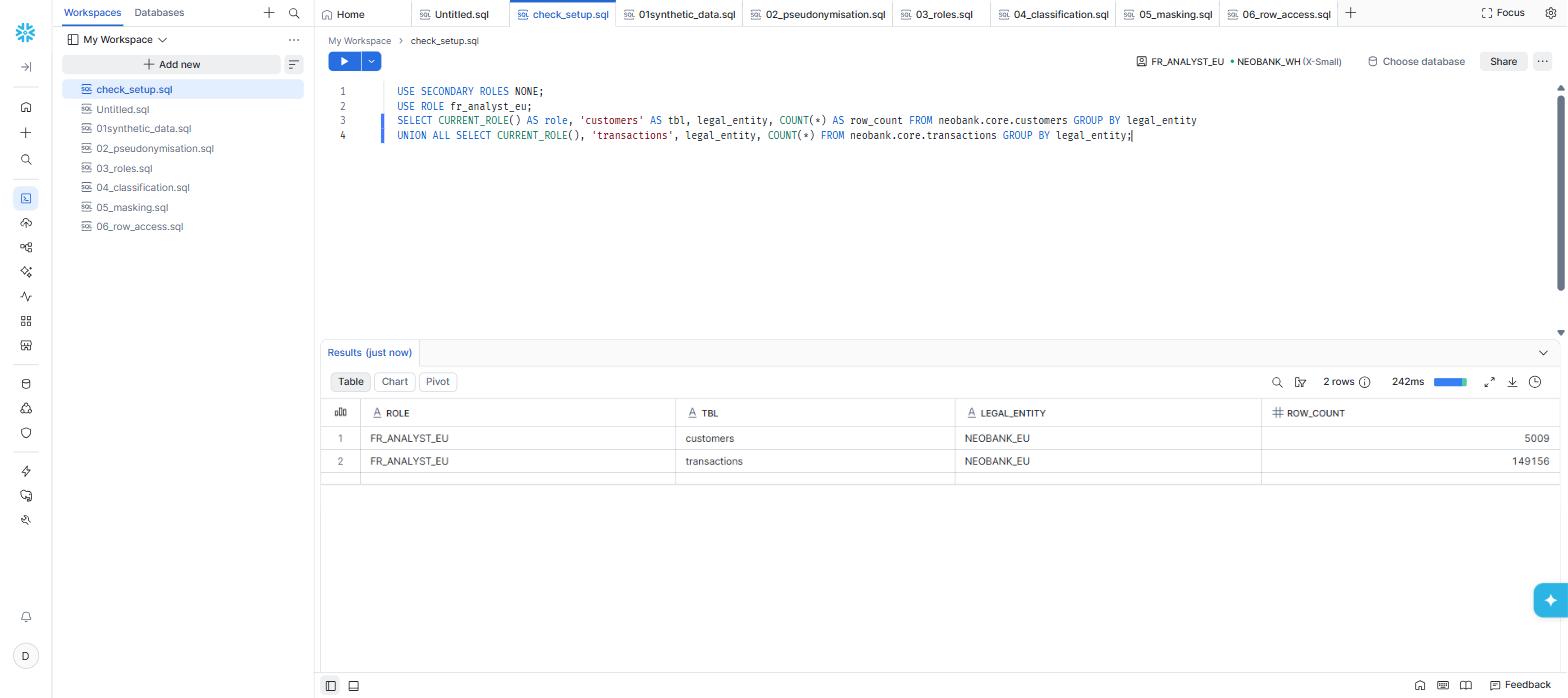 Workspaces Databases
Home Untitled.sql check_setup.sql 01synthetic_data.sql 02_pseudonymisation.sql 03_roles.sql 04_classification.sql 05_masking.sql 06_row_access.sql Focus
My Workspace
Add new
check_setup.sql
Untitled.sql
01synthetic_data.sql
02_pseudonymisation.sql
03_roles.sql
04_classification.sql
05_masking.sql
06_row_access.sql
D
My Workspace > check_setup.sql
FR_ANALYST_EU • NEOBANK_WH (X-Small) Choose database Share
1 USE SECONDARY ROLES NONE;
2 USE ROLE fr_analyst_eu;
3 SELECT CURRENT_ROLE() AS role, 'customers' AS tbl, legal_entity, COUNT(*) AS row_count FROM neobank.core.customers GROUP BY legal_entity
4 UNION ALL SELECT CURRENT_ROLE(), 'transactions', legal_entity, COUNT(*) FROM neobank.core.transactions GROUP BY legal_entity;
Results (just now)
Table Chart Pivot 2 rows 242ms
ROLE TBL LEGAL_ENTITY ROW_COUNT
1 FR_ANALYST_EU customers NEOBANK_EU 5009
2 FR_ANALYST_EU transactions NEOBANK_EU 149156
Feedback